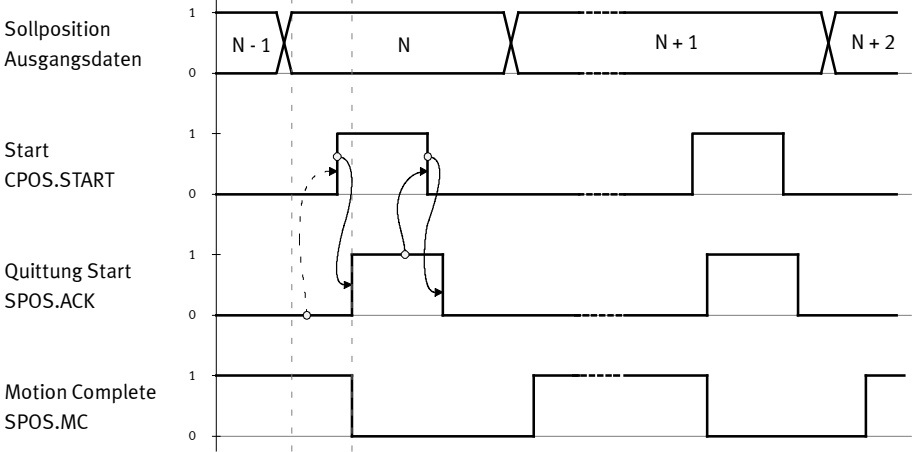 Sollposition
Ausgangsdaten
1
0
N - 1
N
N + 1
N + 2
Start
CPOS.START
1
0
Quittung Start
SPOS.ACK
1
0
Motion Complete
SPOS.MC
1
0